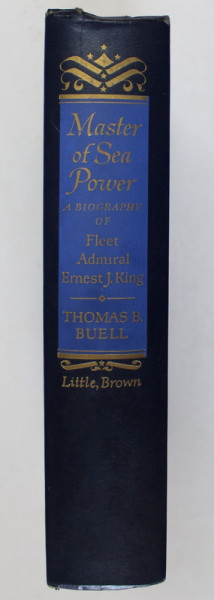 Master
of Sea
Power
A BIOGRAPHY
OF
Fleet
Admiral
Ernest J. King
THOMAS B.
BUELL
Little, Brown